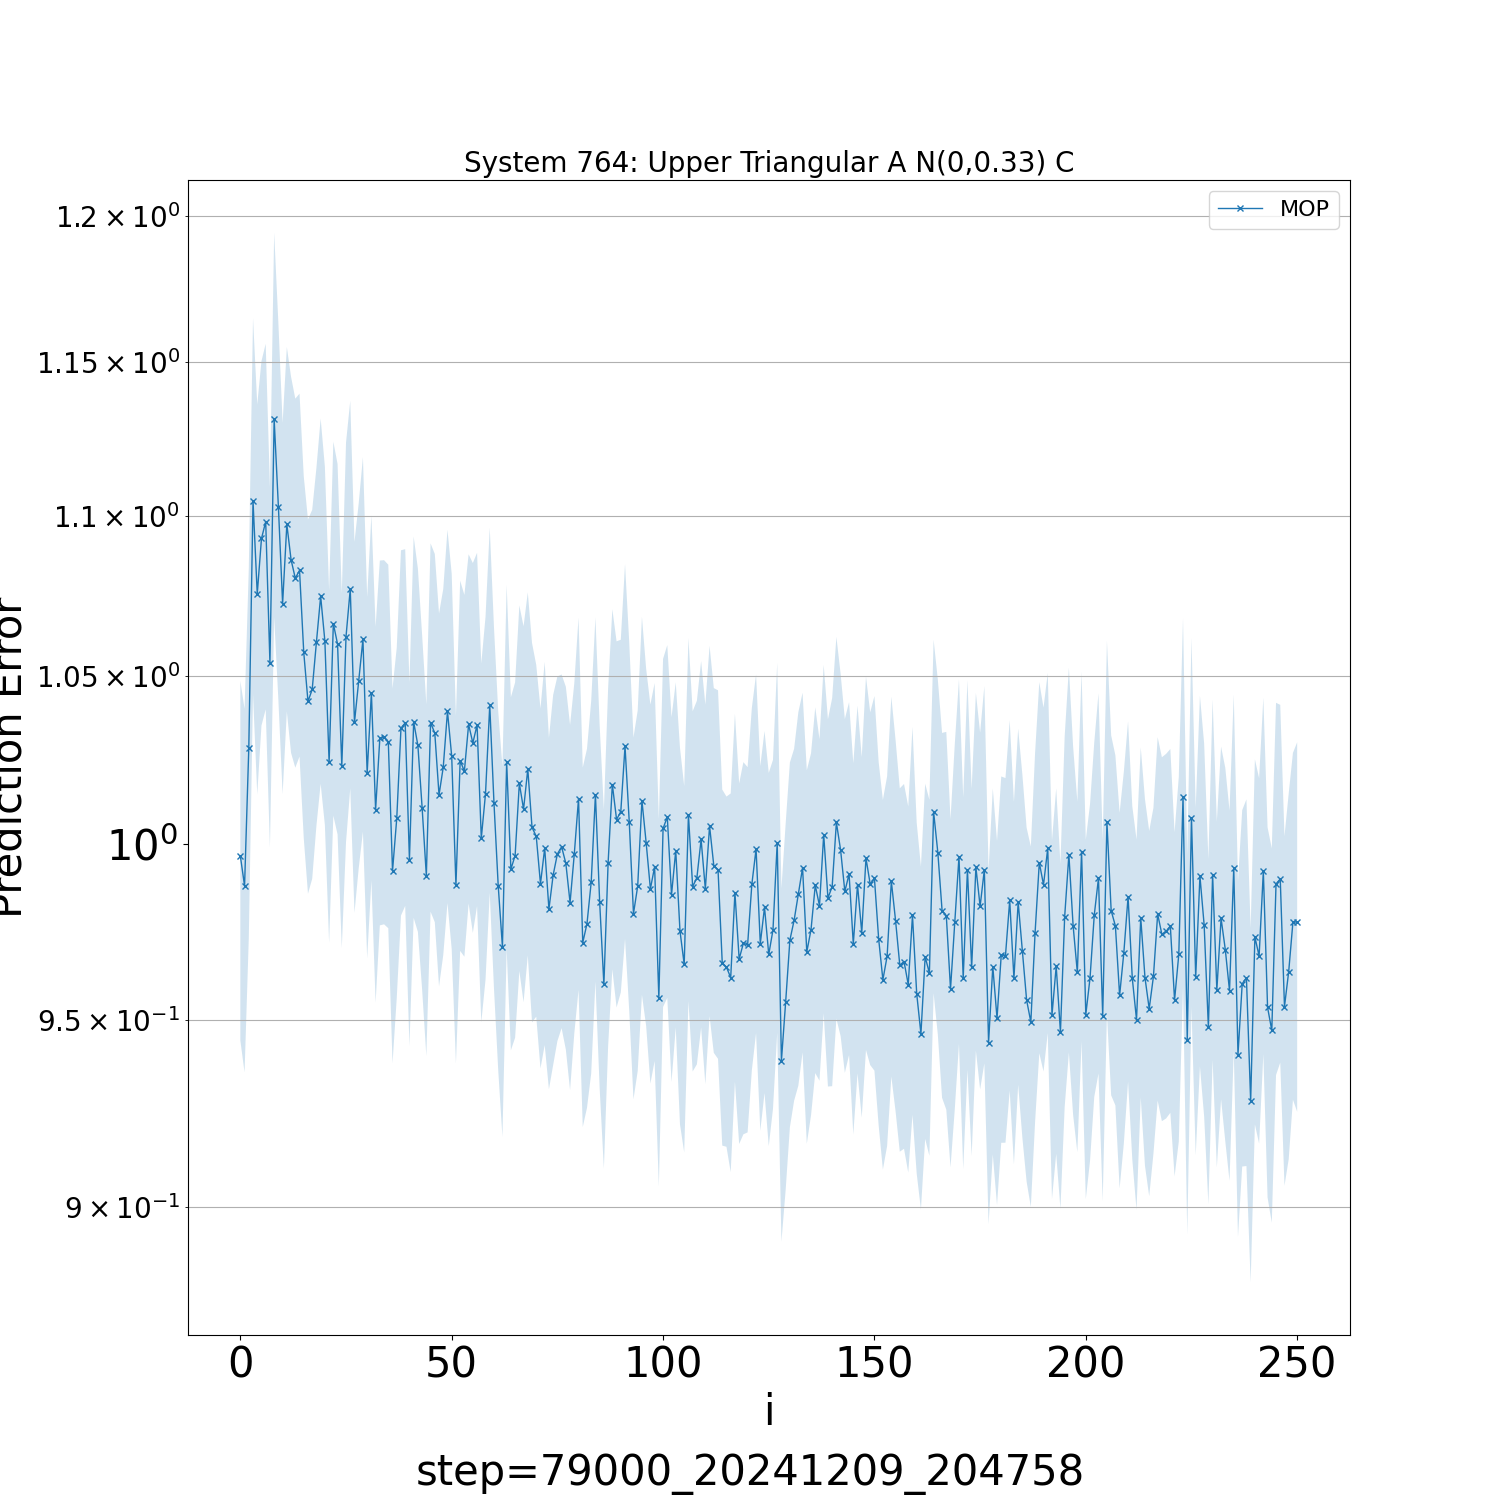 System 764: Upper Triangular A N(0,0.33) C
MOP
1.2 × 10⁰
1.15 × 10⁰
1.1 × 10⁰
1.05 × 10⁰
10⁰
9.5 × 10⁻¹
9 × 10⁻¹
Prediction Error
0 50 100 150 200 250
i
step=79000_20241209_204758